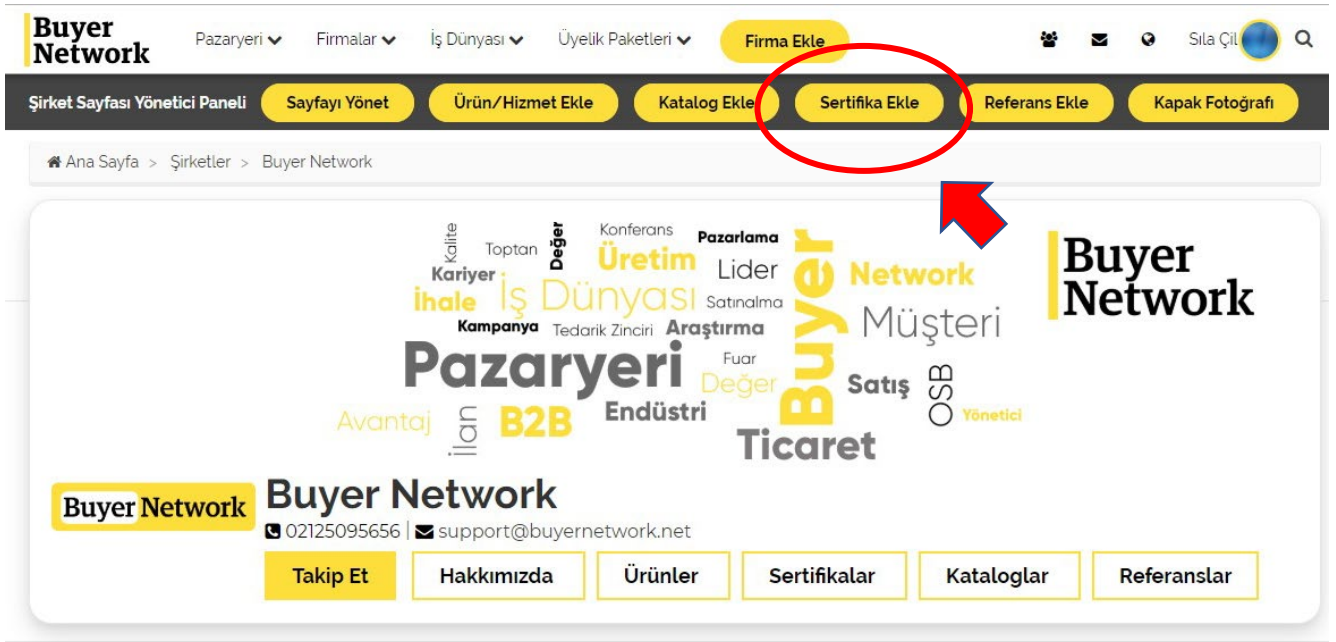 Buyer
Network
Pazaryeri Firmalar İş Dünyası Üyelik Paketleri Firma Ekle Sıla Çil
Şirket Sayfası Yönetici Paneli Sayfayı Yönet Ürün/Hizmet Ekle Katalog Ekle Sertifika Ekle Referans Ekle Kapak Fotoğrafı
Ana Sayfa > Şirketler > Buyer Network
Kalite
Toptan
Değer
Konferans
Pazarlama
Kariyer
Üretim
Lider
Buyer
Network
İhale
İş Dünyası
Satınalma
Müşteri
Kampanya
Tedarik Zinciri
Araştırma
Pazaryeri
Fuar
Değer
Satış
OSB
Avantaj
ilan
B2B
Endüstri
Yönetici
Ticaret
Buyer
Network
Buyer Network
Buyer Network
02125095656 | support@buyernetwork.net
Takip Et Hakkımızda Ürünler Sertifikalar Kataloglar Referanslar